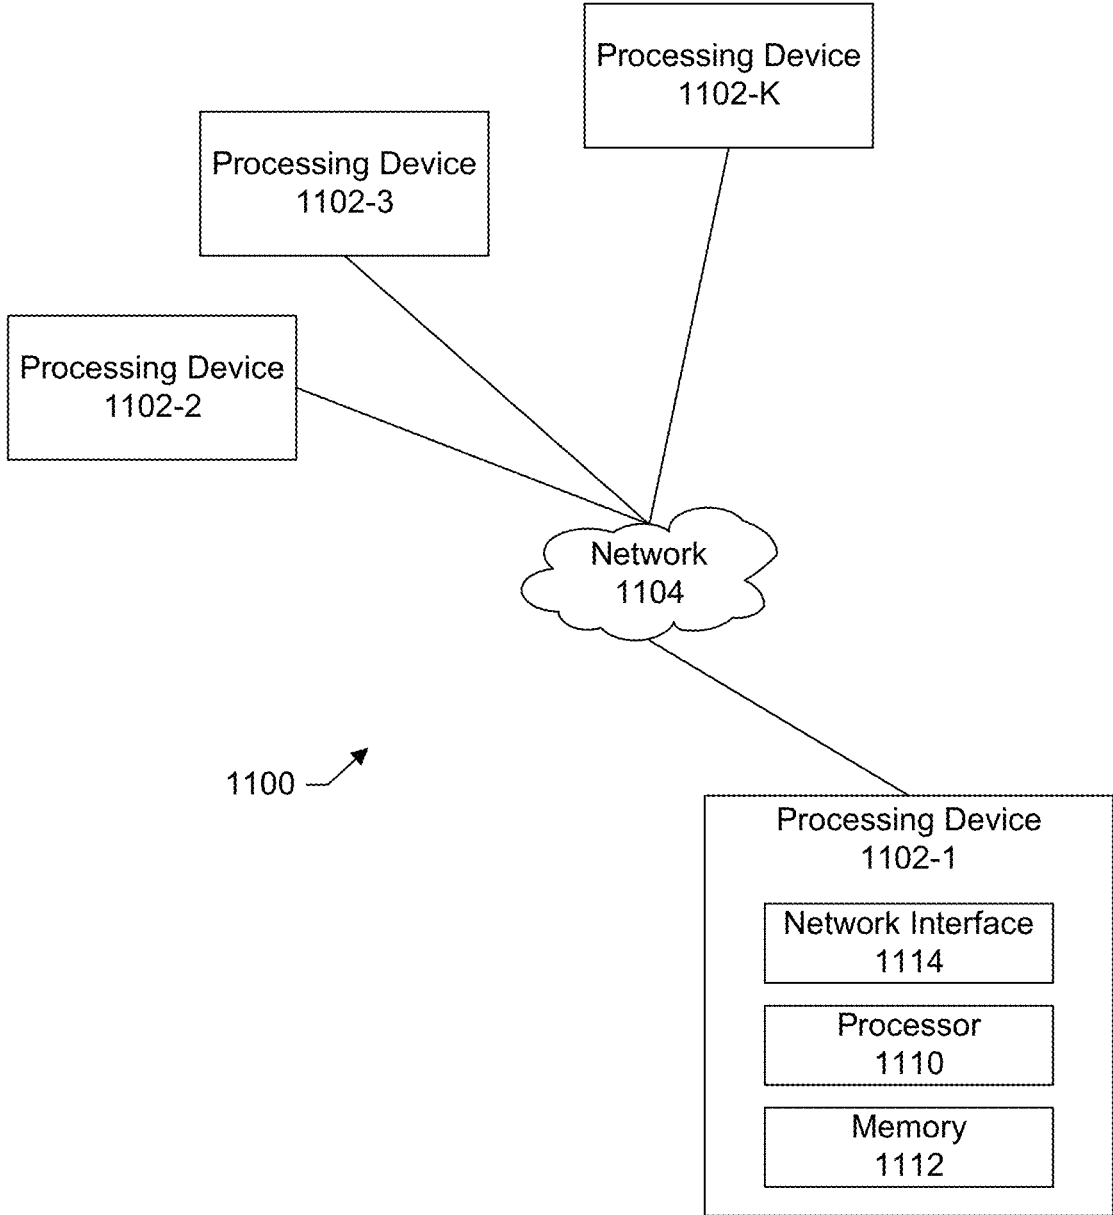 Processing Device
1102-K
Processing Device
1102-3
Processing Device
1102-2
Network
1104
1100
Processing Device
1102-1
Network Interface
1114
Processor
1110
Memory
1112